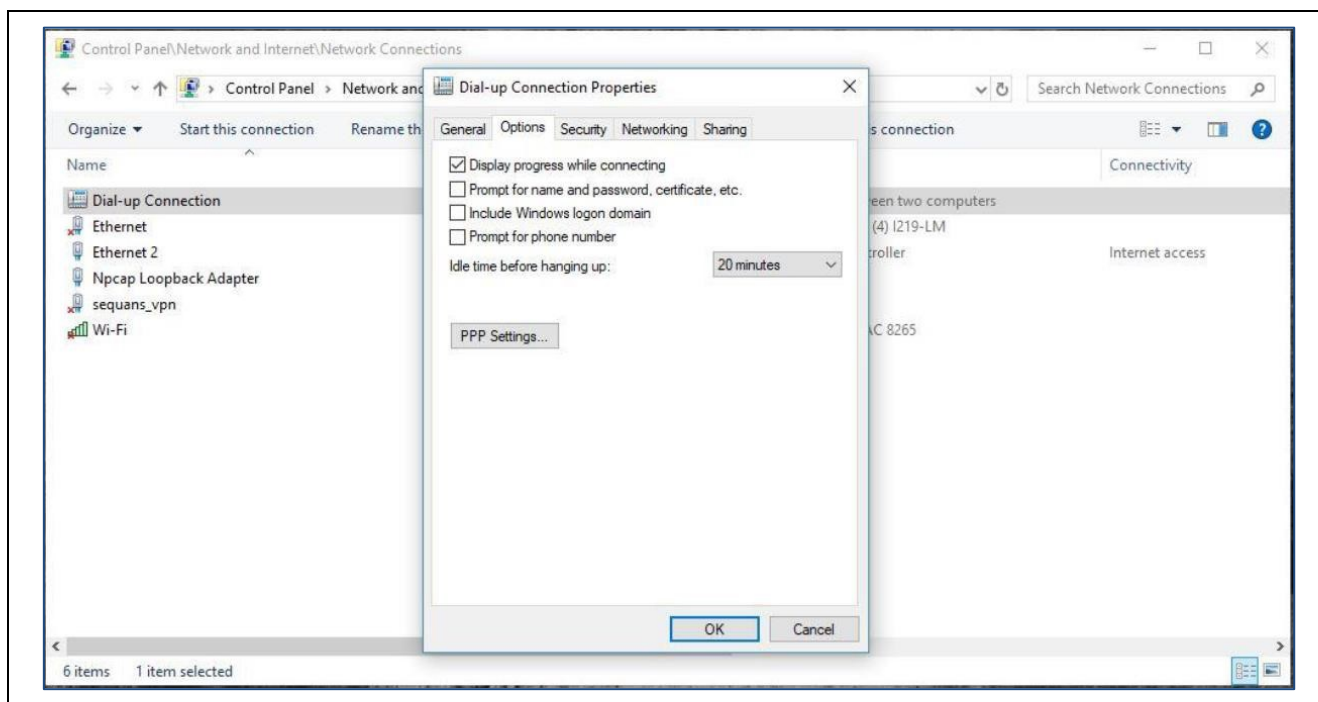 Control Panel\Network and Internet\Network Connections
Control Panel > Network and
Search Network Connections
Organize
Start this connection
Rename th
s connection
Name
Connectivity
Dial-up Connection
een two computers
Ethernet
(4) I219-LM
Ethernet 2
troller
Internet access
Npcap Loopback Adapter
sequans_vpn
Wi-Fi
AC 8265
Dial-up Connection Properties
General Options Security Networking Sharing
Display progress while connecting
Prompt for name and password, certificate, etc.
Include Windows logon domain
Prompt for phone number
Idle time before hanging up: 20 minutes
PPP Settings...
OK Cancel
6 items 1 item selected